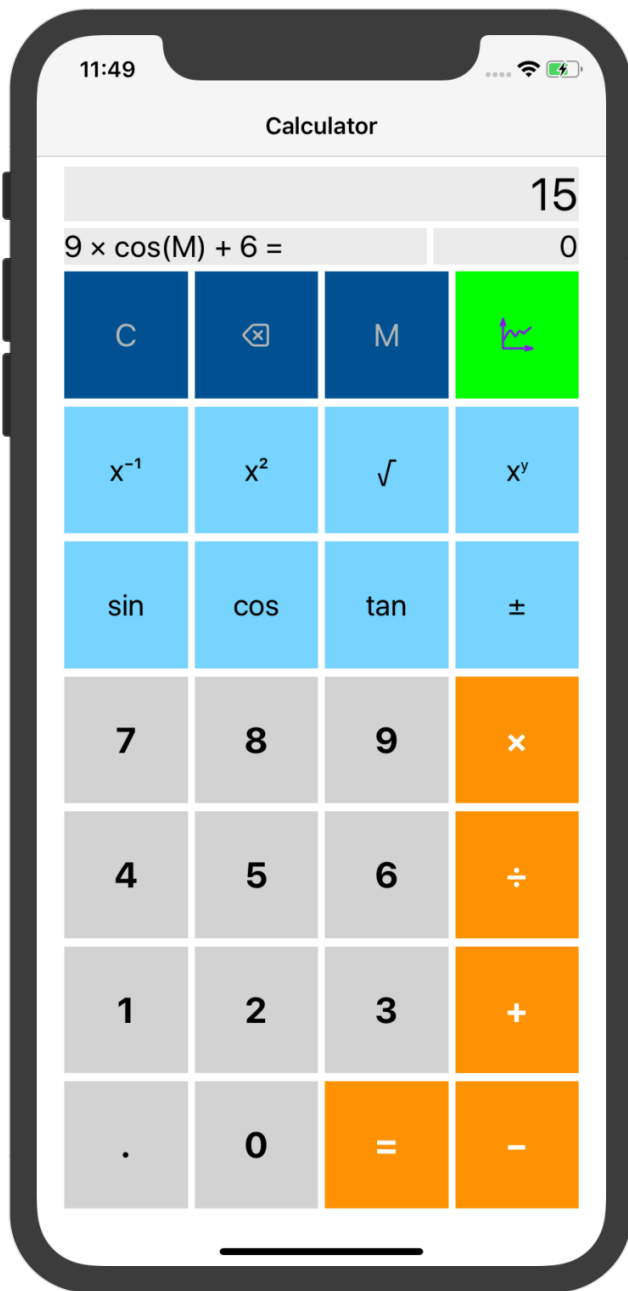 11:49
Calculator
15
9 × cos(M) + 6 = 0
C M
x⁻¹ x² √ xʸ
sin cos tan ±
7 8 9 ×
4 5 6 ÷
1 2 3 +
. 0 = −